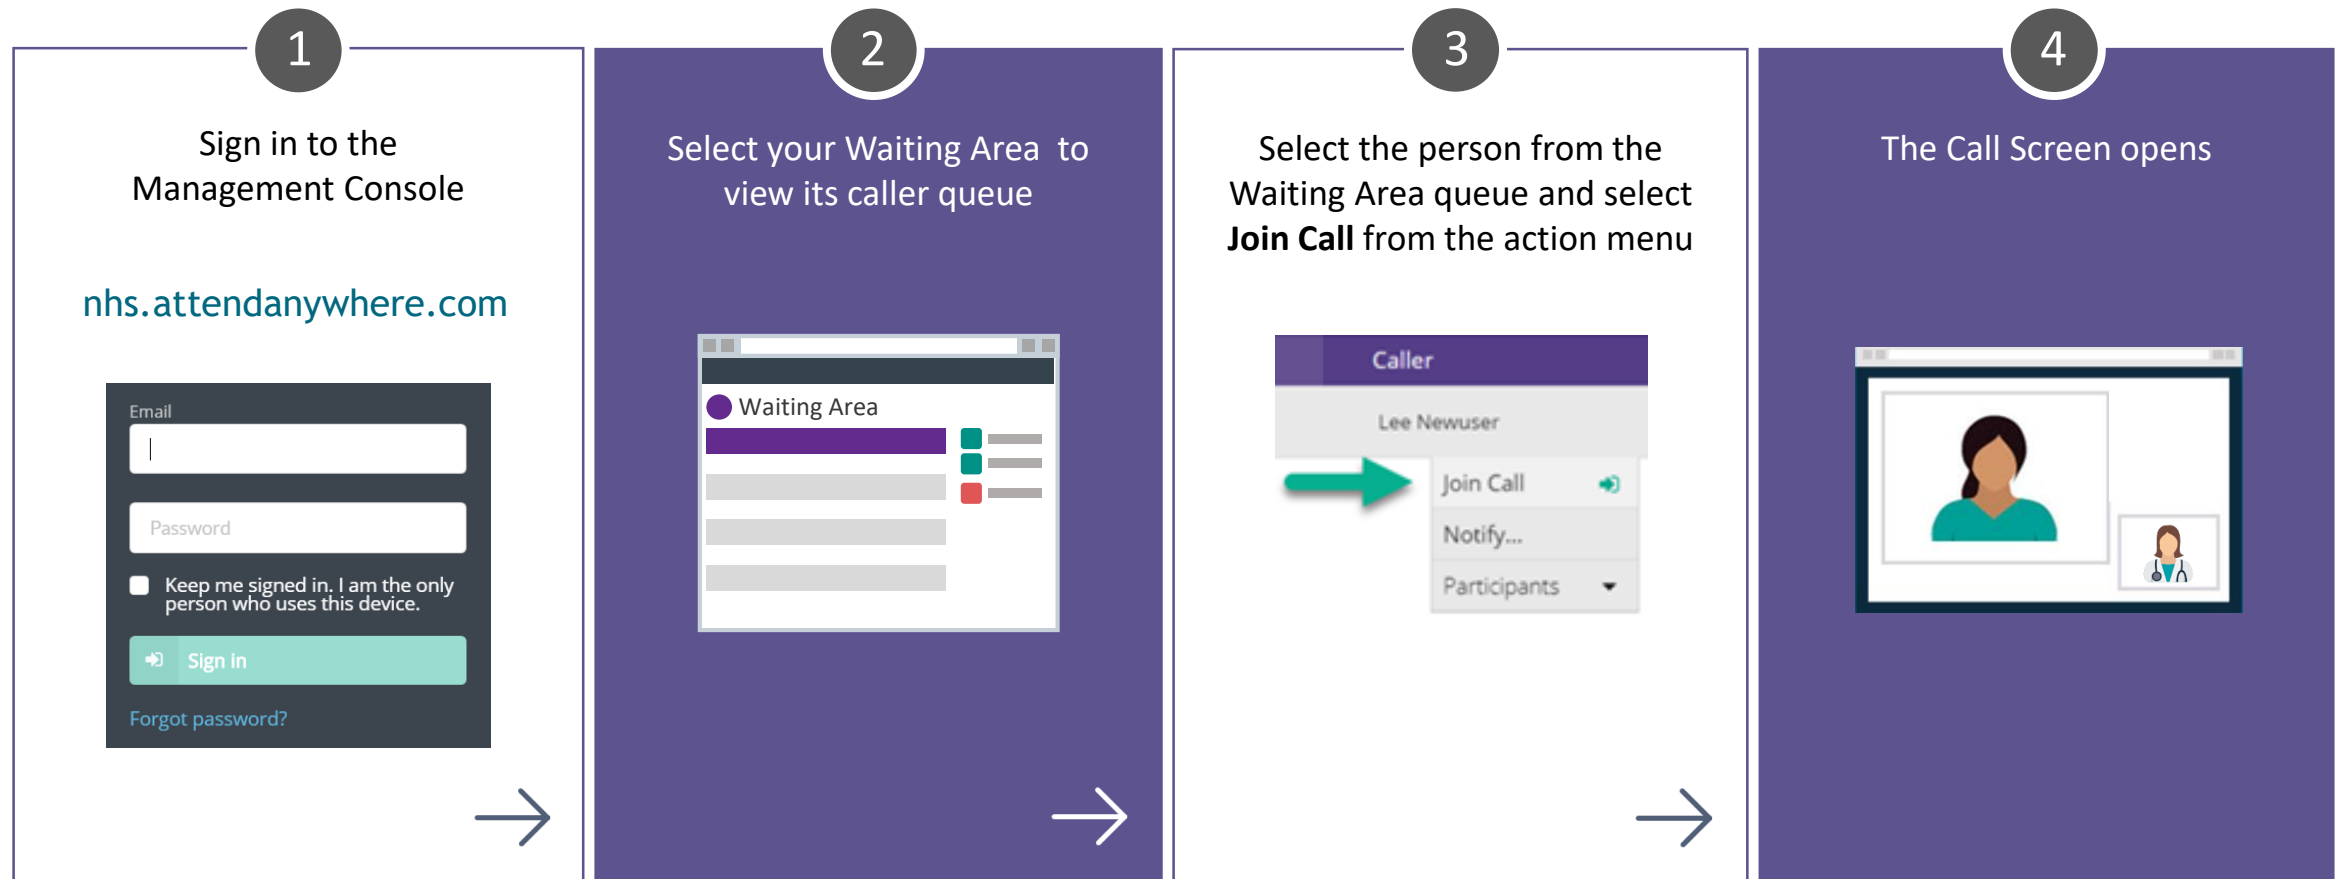 1
Sign in to the
Management Console
nhs.attendanywhere.com
Email
Password
Keep me signed in. I am the only
person who uses this device.
Sign in
Forgot password?
2
Select your Waiting Area to
view its caller queue
Waiting Area
3
Select the person from the
Waiting Area queue and select
Join Call from the action menu
Caller
Lee Newuser
Join Call
Notify...
Participants
4
The Call Screen opens